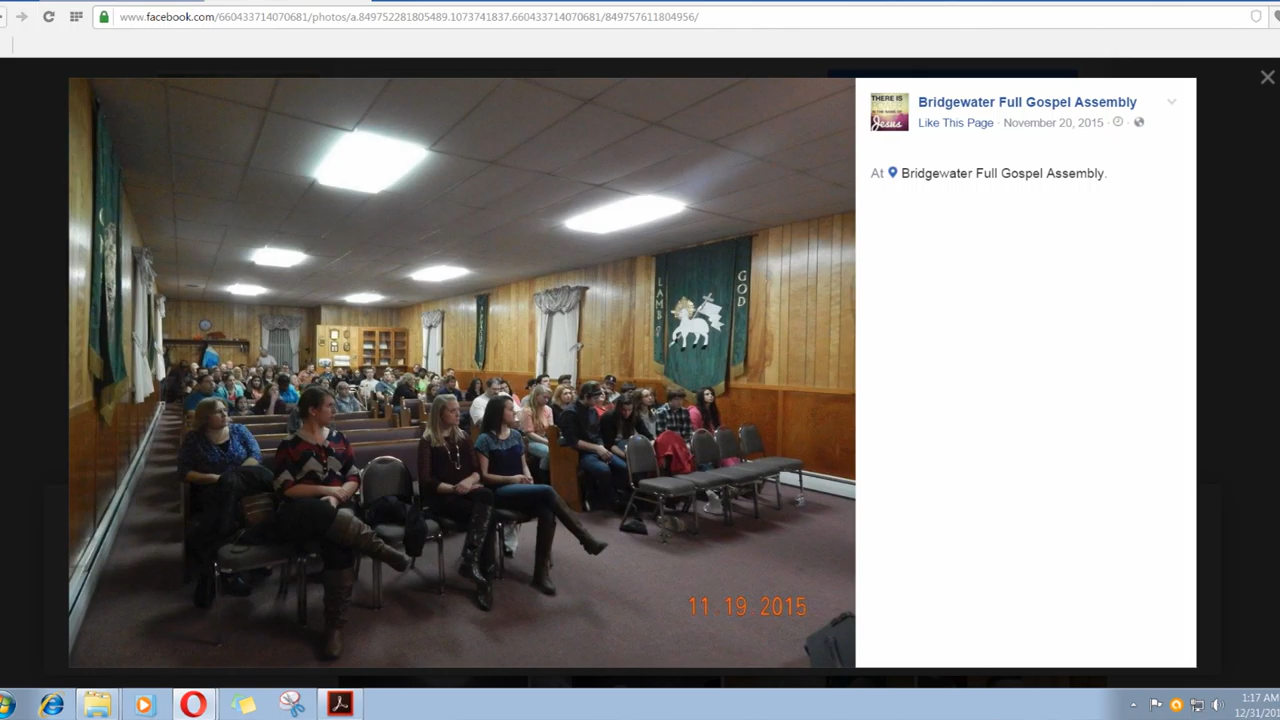 www.facebook.com/660433714070681/photos/a.849752281805489.1073741837.660433714070681/849757611804956/
THERE IS
Jesus
Bridgewater Full Gospel Assembly
Like This Page · November 20, 2015 ·
At Bridgewater Full Gospel Assembly.
LAMB OF
GOD
11 19 2015
1:17 AM